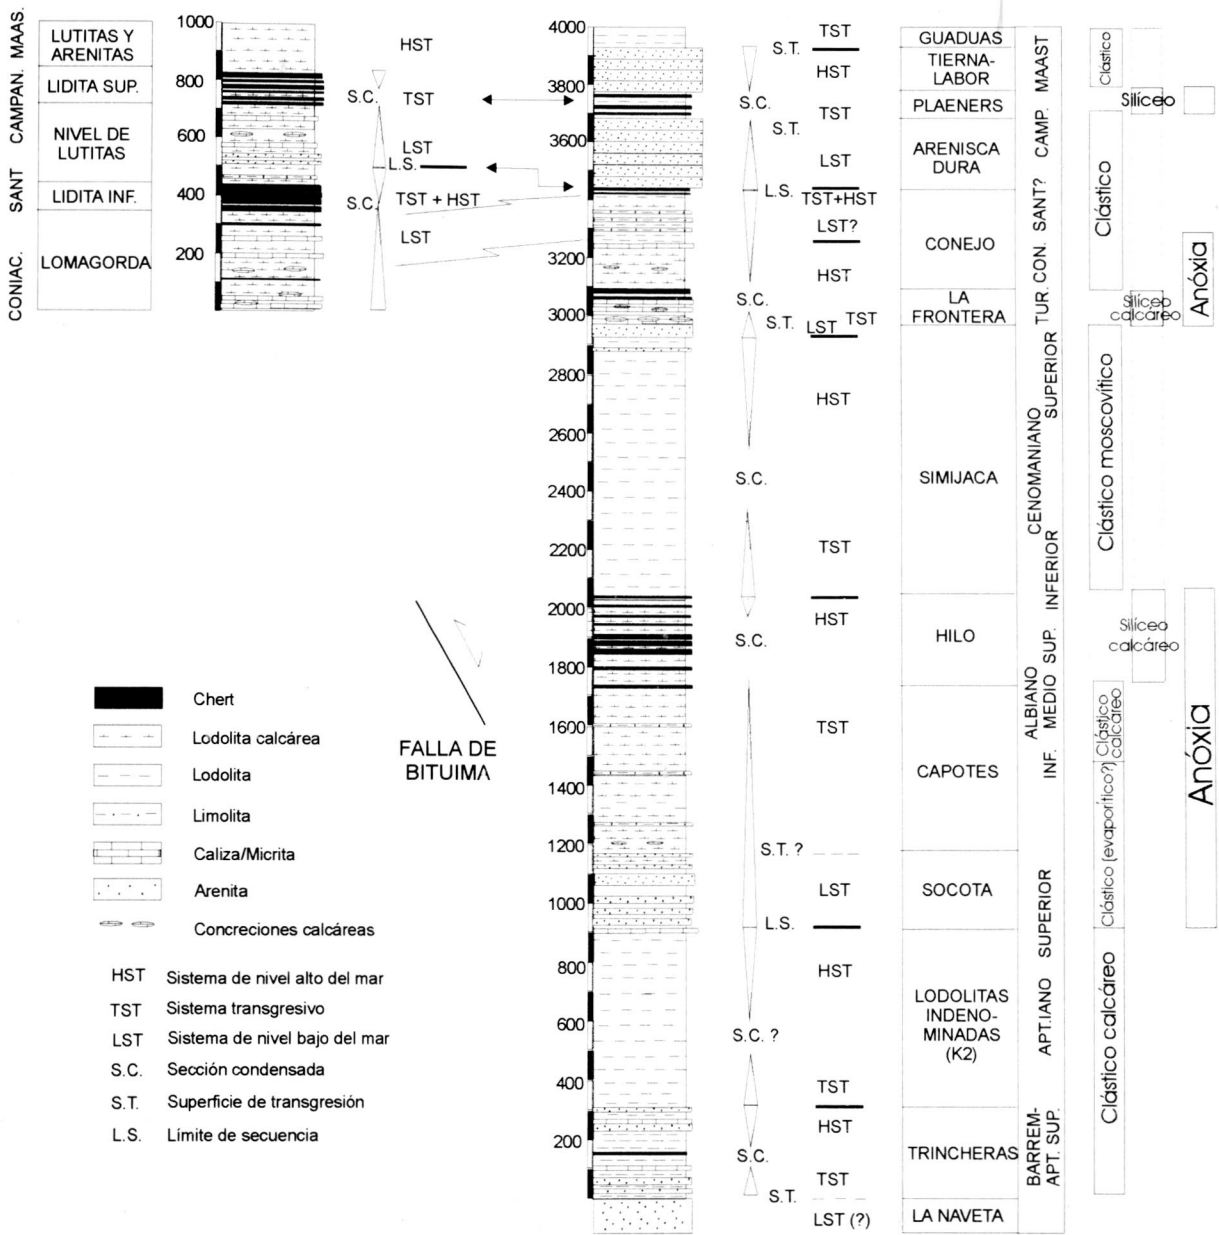 CONIAC. SANT CAMPAN. MAAS.
LUTITAS Y
ARENITAS
LIDITA SUP.
NIVEL DE
LUTITAS
LIDITA INF.
LOMAGORDA
1000
800
600
400
200
S.C.
L.S.
S.C.
HST
TST
LST
TST + HST
LST
4000
3800
3600
3200
3000
2800
2600
2400
2200
2000
1800
1600
1400
1200
1000
800
600
400
200
S.T.
S.C.
S.T.
L.S.
S.C.
S.T.
S.C.
S.C.
S.T. ?
L.S.
S.C. ?
S.C.
S.T.
TST
HST
TST
LST
TST+HST
LST?
HST
LST TST
HST
TST
HST
TST
LST
HST
TST
HST
TST
LST (?)
GUADUAS
TIERNA-
LABOR
PLAENERS
ARENISCA
DURA
CONEJO
LA
FRONTERA
SIMIJACA
HILO
CAPOTES
SOCOTA
LODOLITAS
INDENO-
MINADAS
(K2)
TRINCHERAS
LA NAVETA
TUR. CON. SANT? CAMP. MAAST
CENOMANIANO
INFERIOR SUPERIOR
ALBIANO
INF. MEDIO SUP.
APT.IANO SUPERIOR
BARREM-
APT. SUP.
Clástico
Clástico
Clástico moscovítico
Clástico
calcáreo
Clástico (evaporítico?)
Clástico calcáreo
Silíceo
Silíceo
calcáreo
Silíceo
calcáreo
Anóxia
Anóxia
FALLA DE
BITUIMA
Chert
Lodolita calcárea
Lodolita
Limolita
Caliza/Micrita
Arenita
Concreciones calcáreas
HST Sistema de nivel alto del mar
TST Sistema transgresivo
LST Sistema de nivel bajo del mar
S.C. Sección condensada
S.T. Superficie de transgresión
L.S. Límite de secuencia